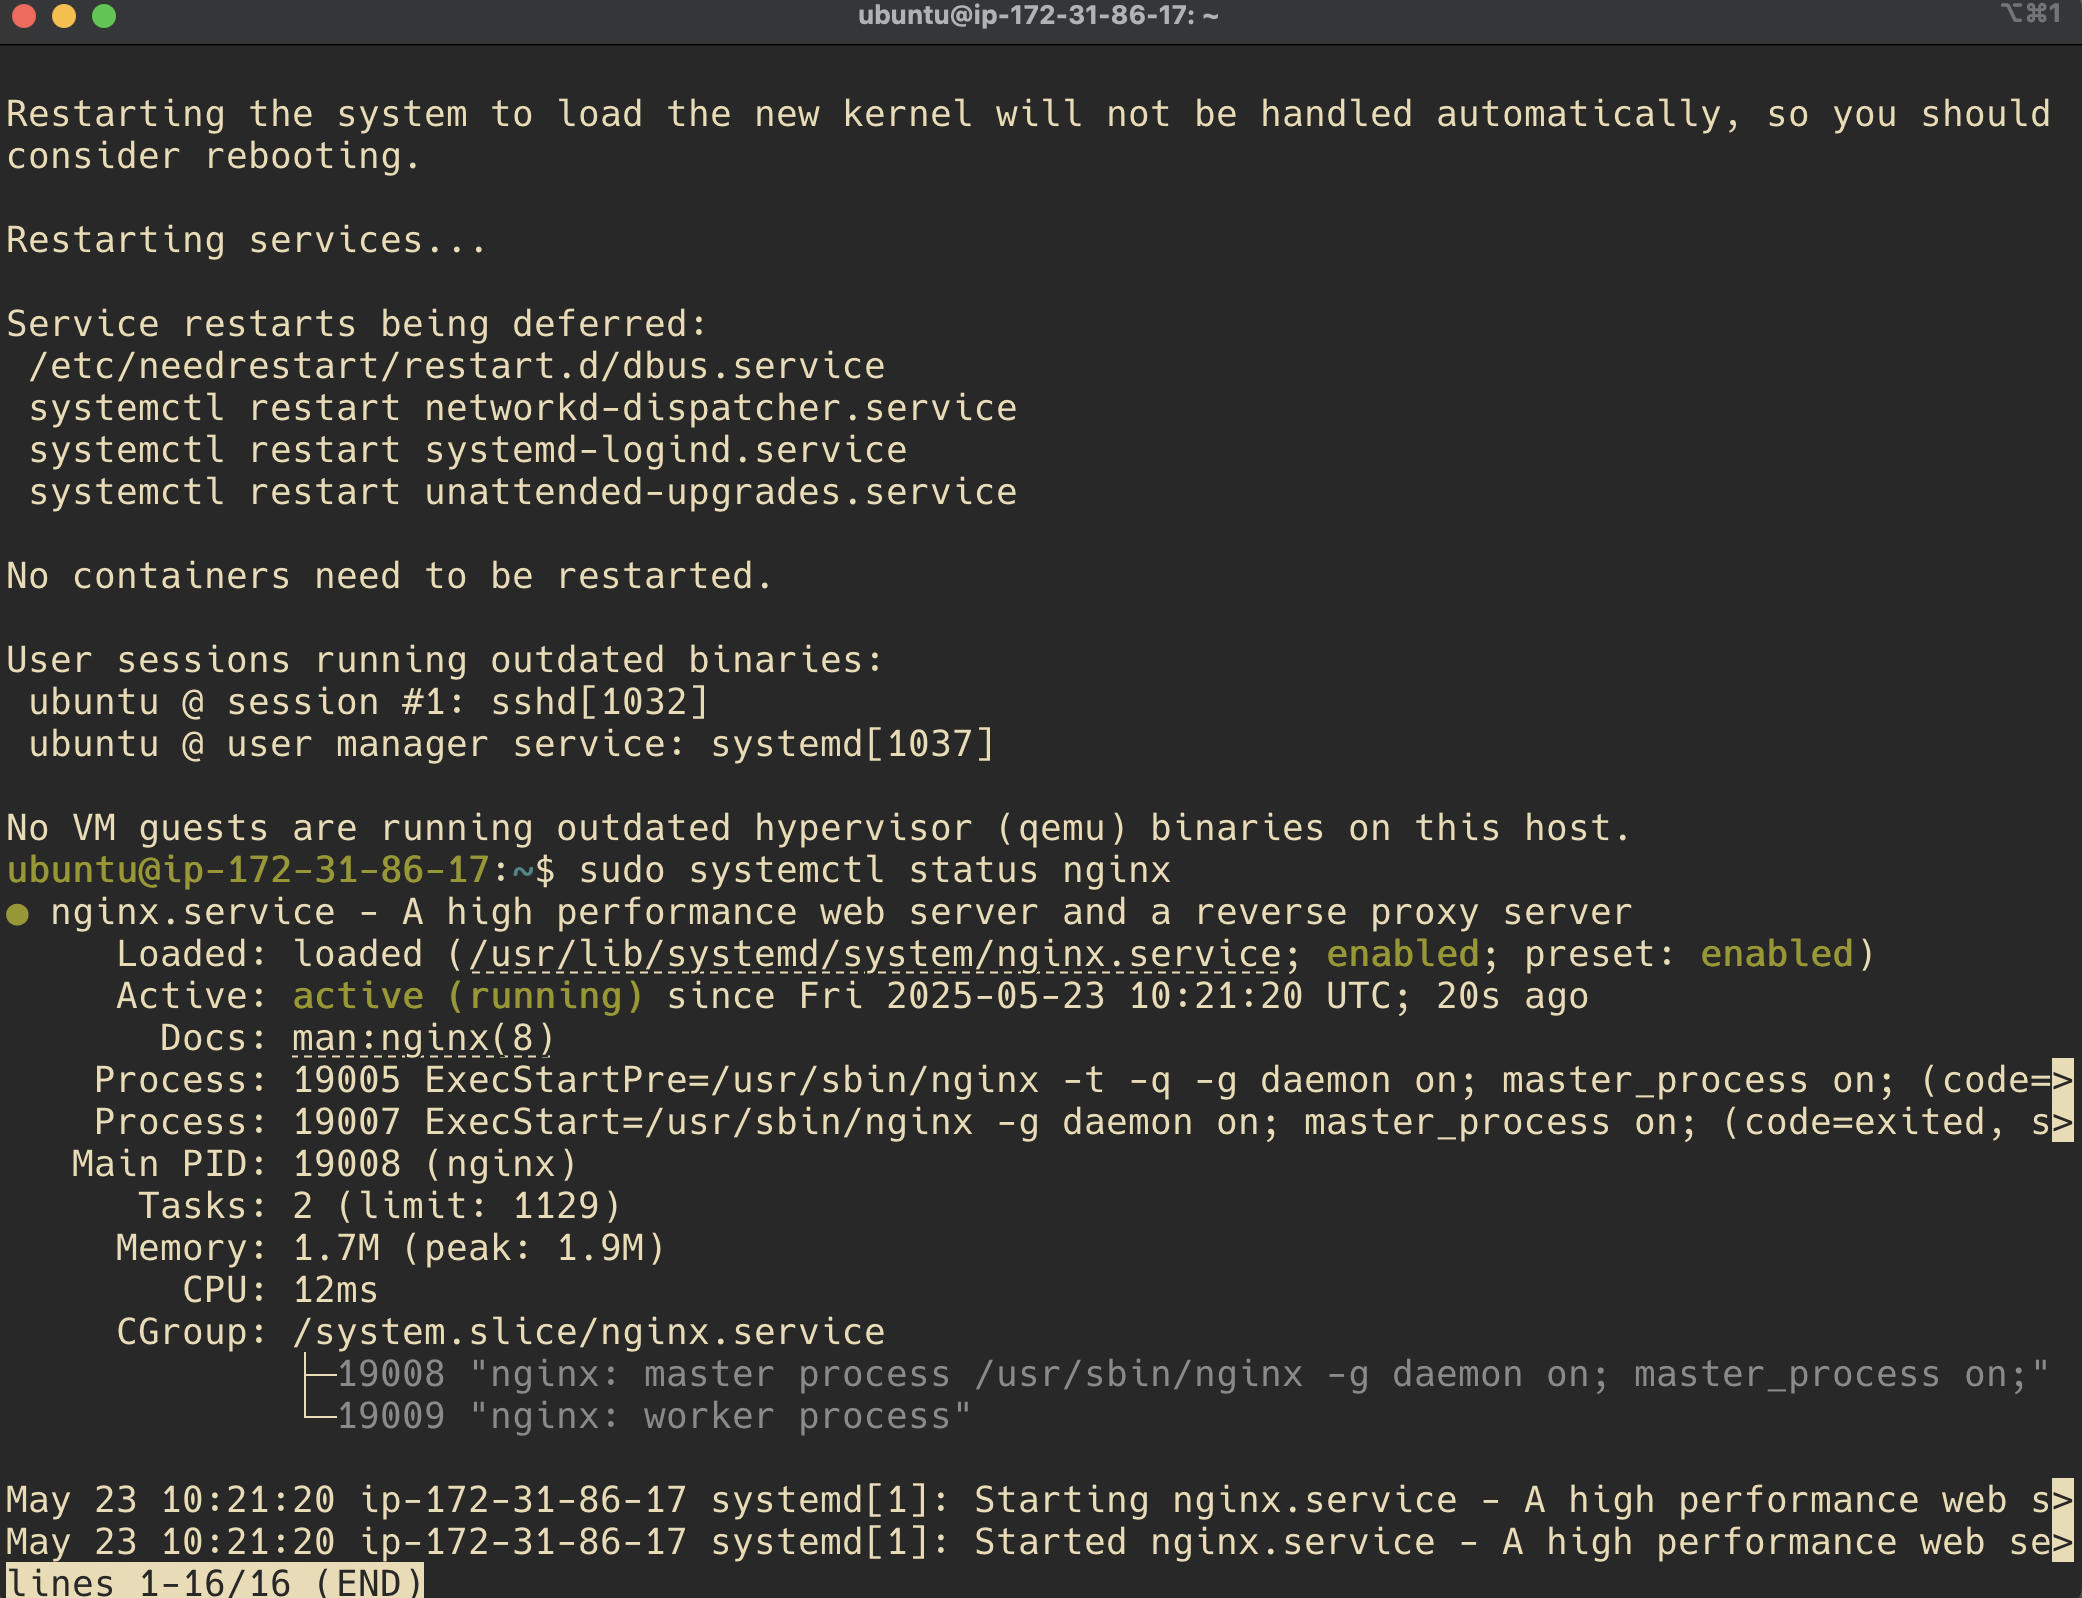 ubuntu@ip-172-31-86-17: ~
⌥⌘1
Restarting the system to load the new kernel will not be handled automatically, so you should
consider rebooting.
Restarting services...
Service restarts being deferred:
 /etc/needrestart/restart.d/dbus.service
 systemctl restart networkd-dispatcher.service
 systemctl restart systemd-logind.service
 systemctl restart unattended-upgrades.service
No containers need to be restarted.
User sessions running outdated binaries:
 ubuntu @ session #1: sshd[1032]
 ubuntu @ user manager service: systemd[1037]
No VM guests are running outdated hypervisor (qemu) binaries on this host.
ubuntu@ip-172-31-86-17:~$ sudo systemctl status nginx
● nginx.service - A high performance web server and a reverse proxy server
     Loaded: loaded (/usr/lib/systemd/system/nginx.service; enabled; preset: enabled)
     Active: active (running) since Fri 2025-05-23 10:21:20 UTC; 20s ago
       Docs: man:nginx(8)
    Process: 19005 ExecStartPre=/usr/sbin/nginx -t -q -g daemon on; master_process on; (code=>
    Process: 19007 ExecStart=/usr/sbin/nginx -g daemon on; master_process on; (code=exited, s>
   Main PID: 19008 (nginx)
      Tasks: 2 (limit: 1129)
     Memory: 1.7M (peak: 1.9M)
        CPU: 12ms
     CGroup: /system.slice/nginx.service
             ├─19008 "nginx: master process /usr/sbin/nginx -g daemon on; master_process on;"
             └─19009 "nginx: worker process"
May 23 10:21:20 ip-172-31-86-17 systemd[1]: Starting nginx.service - A high performance web s>
May 23 10:21:20 ip-172-31-86-17 systemd[1]: Started nginx.service - A high performance web se>
lines 1-16/16 (END)